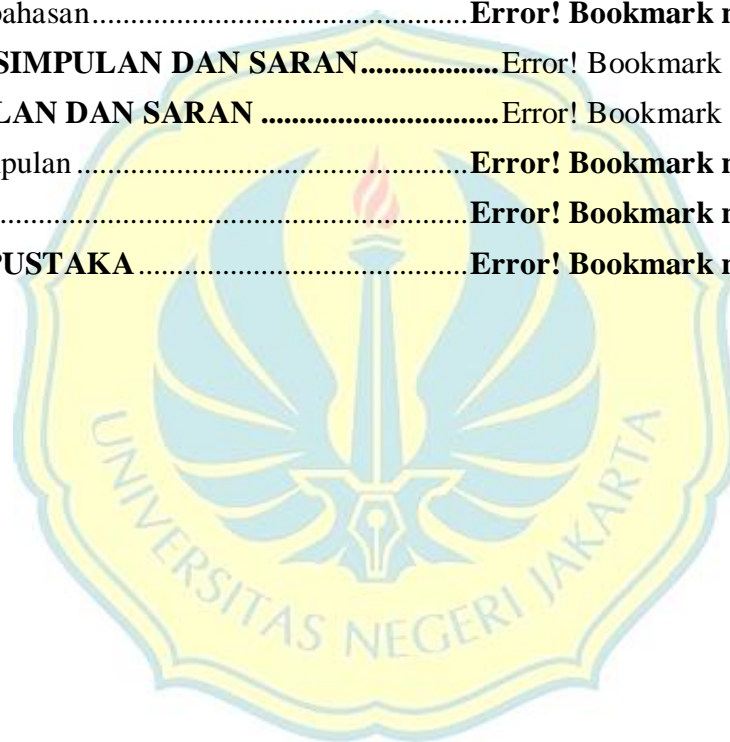 bahasan................................................Error! Bookmark
SIMPULAN DAN SARAN..................Error! Bookmark
LAN DAN SARAN ...............................Error! Bookmark
pulan ..................................................Error! Bookmark
............................................................Error! Bookmark
PUSTAKA ..........................................Error! Bookmark
UNIVERSITAS NEGERI JAKARTA